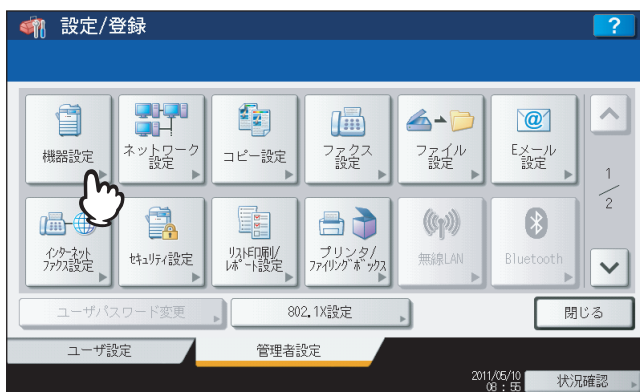 設定/登録
?
機器設定
ネットワーク
設定
コピー設定
ファクス
設定
ファイル
設定
Eメール
設定
1
2
インターネット
ファクス設定
セキュリティ設定
リスト印刷/
レポート設定
プリンタ/
ファイリングボックス
無線LAN
Bluetooth
ユーザパスワード変更
802.1X設定
閉じる
ユーザ設定
管理者設定
2011/05/10
08:55
状況確認